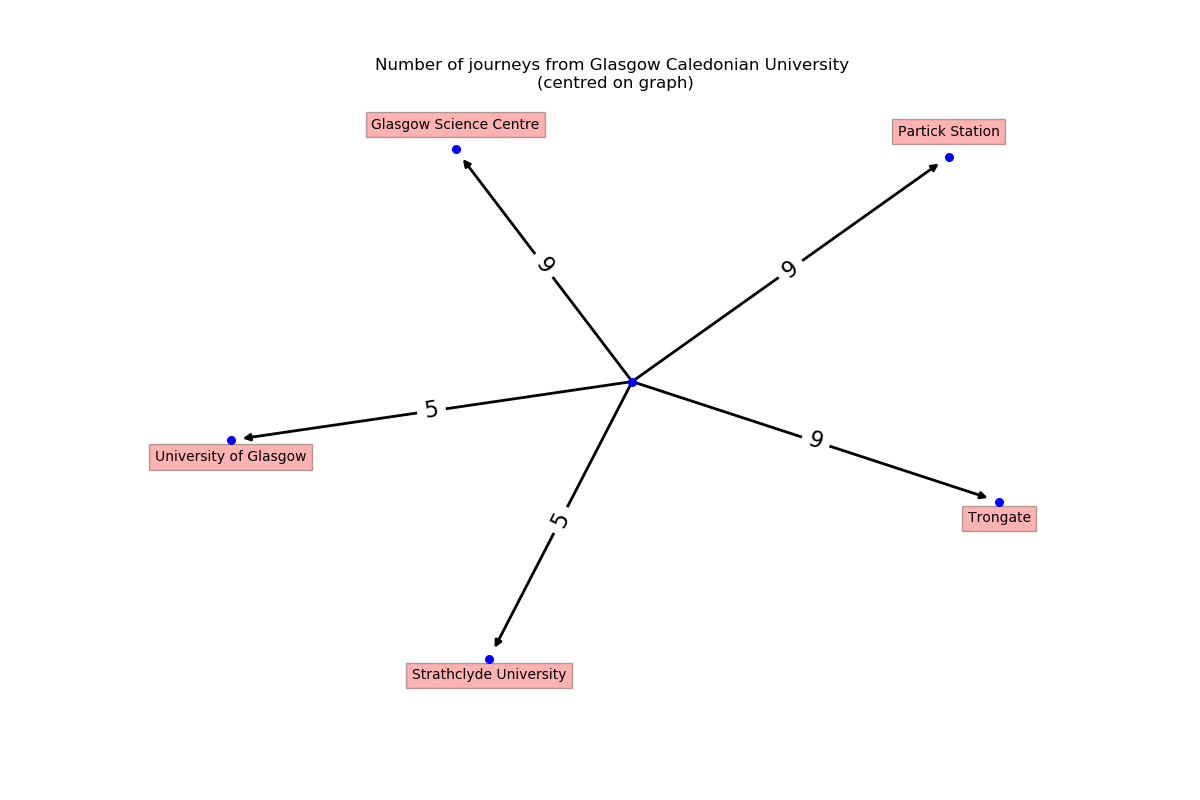 Number of journeys from Glasgow Caledonian University
(centred on graph)
Glasgow Science Centre
Partick Station
9
9
5
9
University of Glasgow
5
Trongate
Strathclyde University